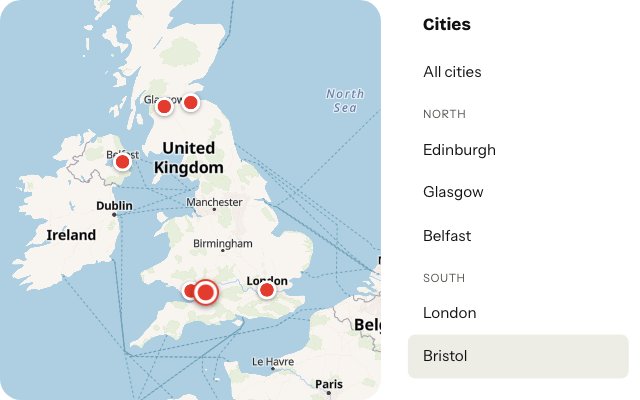 Glasgow
North
Sea
Belfast
United
Kingdom
Dublin
Manchester
Ireland
Birmingham
London
Le Havre
Paris
Cities
All cities
NORTH
Edinburgh
Glasgow
Belfast
SOUTH
London
Bristol